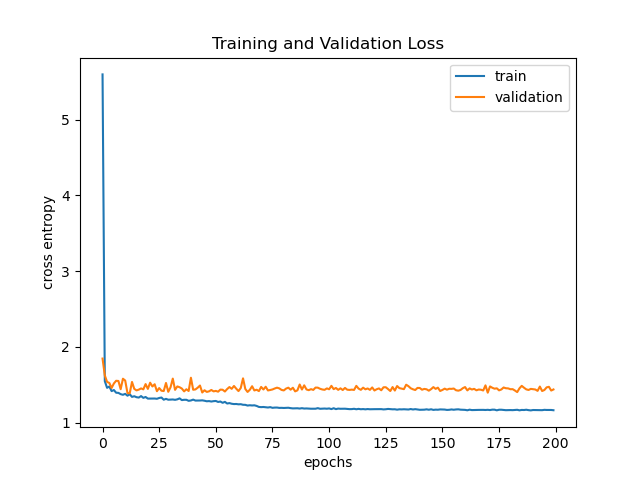 Training and Validation Loss
train
validation
cross entropy
5
4
3
2
1
0 25 50 75 100 125 150 175 200
epochs